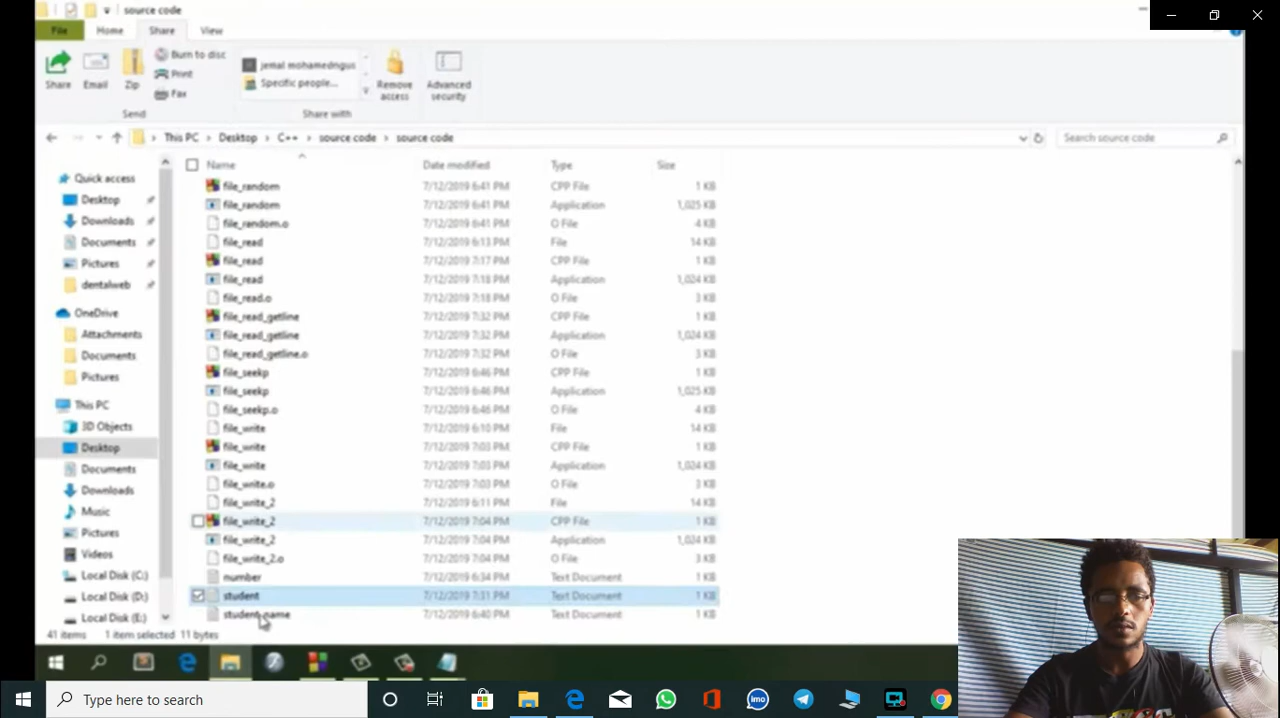 source code
File Home Share View
Share Email Zip Burn to disc Print Fax
Send
jemal mohamedngus
Specific people...
Share with
Remove access
Advanced security
This PC > Desktop > C++ > source code > source code
Search source code
Quick access
Desktop
Downloads
Documents
Pictures
dentalweb
OneDrive
Attachments
Documents
Pictures
This PC
3D Objects
Desktop
Documents
Downloads
Music
Pictures
Videos
Local Disk (C:)
Local Disk (D:)
Local Disk (E:)
Name Date modified Type Size
file_random 7/12/2019 6:41 PM CPP File 1 KB
file_random 7/12/2019 6:41 PM Application 1,025 KB
file_random.o 7/12/2019 6:41 PM O File 4 KB
file_read 7/12/2019 6:13 PM File 14 KB
file_read 7/12/2019 7:17 PM CPP File 1 KB
file_read 7/12/2019 7:18 PM Application 1,024 KB
file_read.o 7/12/2019 7:18 PM O File 3 KB
file_read_getline 7/12/2019 7:32 PM CPP File 1 KB
file_read_getline 7/12/2019 7:32 PM Application 1,024 KB
file_read_getline.o 7/12/2019 7:32 PM O File 3 KB
file_seekp 7/12/2019 6:46 PM CPP File 1 KB
file_seekp 7/12/2019 6:46 PM Application 1,025 KB
file_seekp.o 7/12/2019 6:46 PM O File 4 KB
file_write 7/12/2019 6:10 PM File 14 KB
file_write 7/12/2019 7:03 PM CPP File 1 KB
file_write 7/12/2019 7:03 PM Application 1,024 KB
file_write.o 7/12/2019 7:03 PM O File 3 KB
file_write_2 7/12/2019 6:11 PM File 14 KB
file_write_2 7/12/2019 7:04 PM CPP File 1 KB
file_write_2 7/12/2019 7:04 PM Application 1,024 KB
file_write_2.o 7/12/2019 7:04 PM O File 3 KB
number 7/12/2019 6:34 PM Text Document 1 KB
student 7/12/2019 7:31 PM Text Document 1 KB
student_name 7/12/2019 6:40 PM Text Document 1 KB
41 items 1 item selected 11 bytes
Type here to search
imo